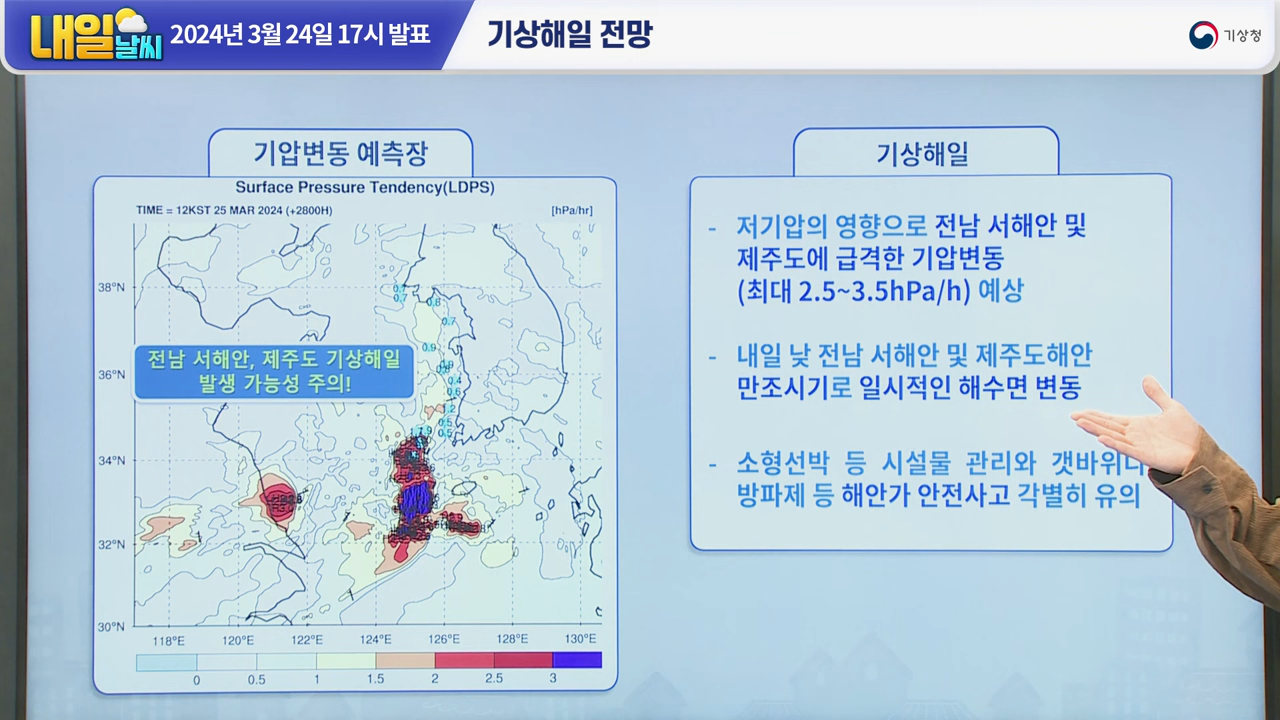 내일날씨 2024년 3월 24일 17시 발표
기상해일 전망
기상청
기압변동 예측장
Surface Pressure Tendency(LDPS)
TIME = 12KST 25 MAR 2024 (+2800H)
[hPa/hr]
38°N
36°N
34°N
32°N
30°N
전남 서해안, 제주도 기상해일
발생 가능성 주의!
118°E 120°E 122°E 124°E 126°E 128°E 130°E
0 0.5 1 1.5 2 2.5 3
기상해일
- 저기압의 영향으로 전남 서해안 및
제주도에 급격한 기압변동
(최대 2.5~3.5hPa/h) 예상
- 내일 낮 전남 서해안 및 제주도해안
만조시기로 일시적인 해수면 변동
- 소형선박 등 시설물 관리와 갯바위나
방파제 등 해안가 안전사고 각별히 유의